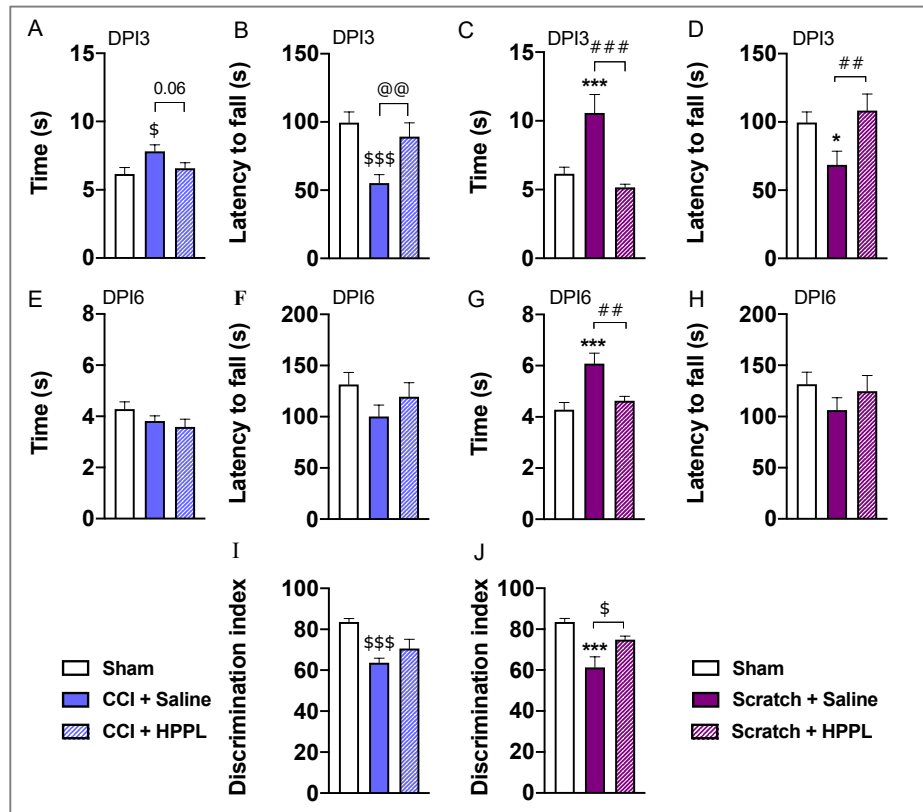 A
DPI3
Time (s)
15
10
5
0
$
0.06
B
DPI3
Latency to fall (s)
150
100
50
0
$$$
@@
C
DPI3
Time (s)
15
10
5
0
***
###
D
DPI3
Latency to fall (s)
150
100
50
0
*
##
E
DPI6
Time (s)
8
6
4
2
0
F
DPI6
Latency to fall (s)
200
150
100
50
0
G
DPI6
Time (s)
8
6
4
2
0
***
##
H
DPI6
Latency to fall (s)
200
150
100
50
0
I
Discrimination index
100
80
60
40
20
0
$$$
J
Discrimination index
100
80
60
40
20
0
***
$
Sham
CCI + Saline
CCI + HPPL
Sham
Scratch + Saline
Scratch + HPPL